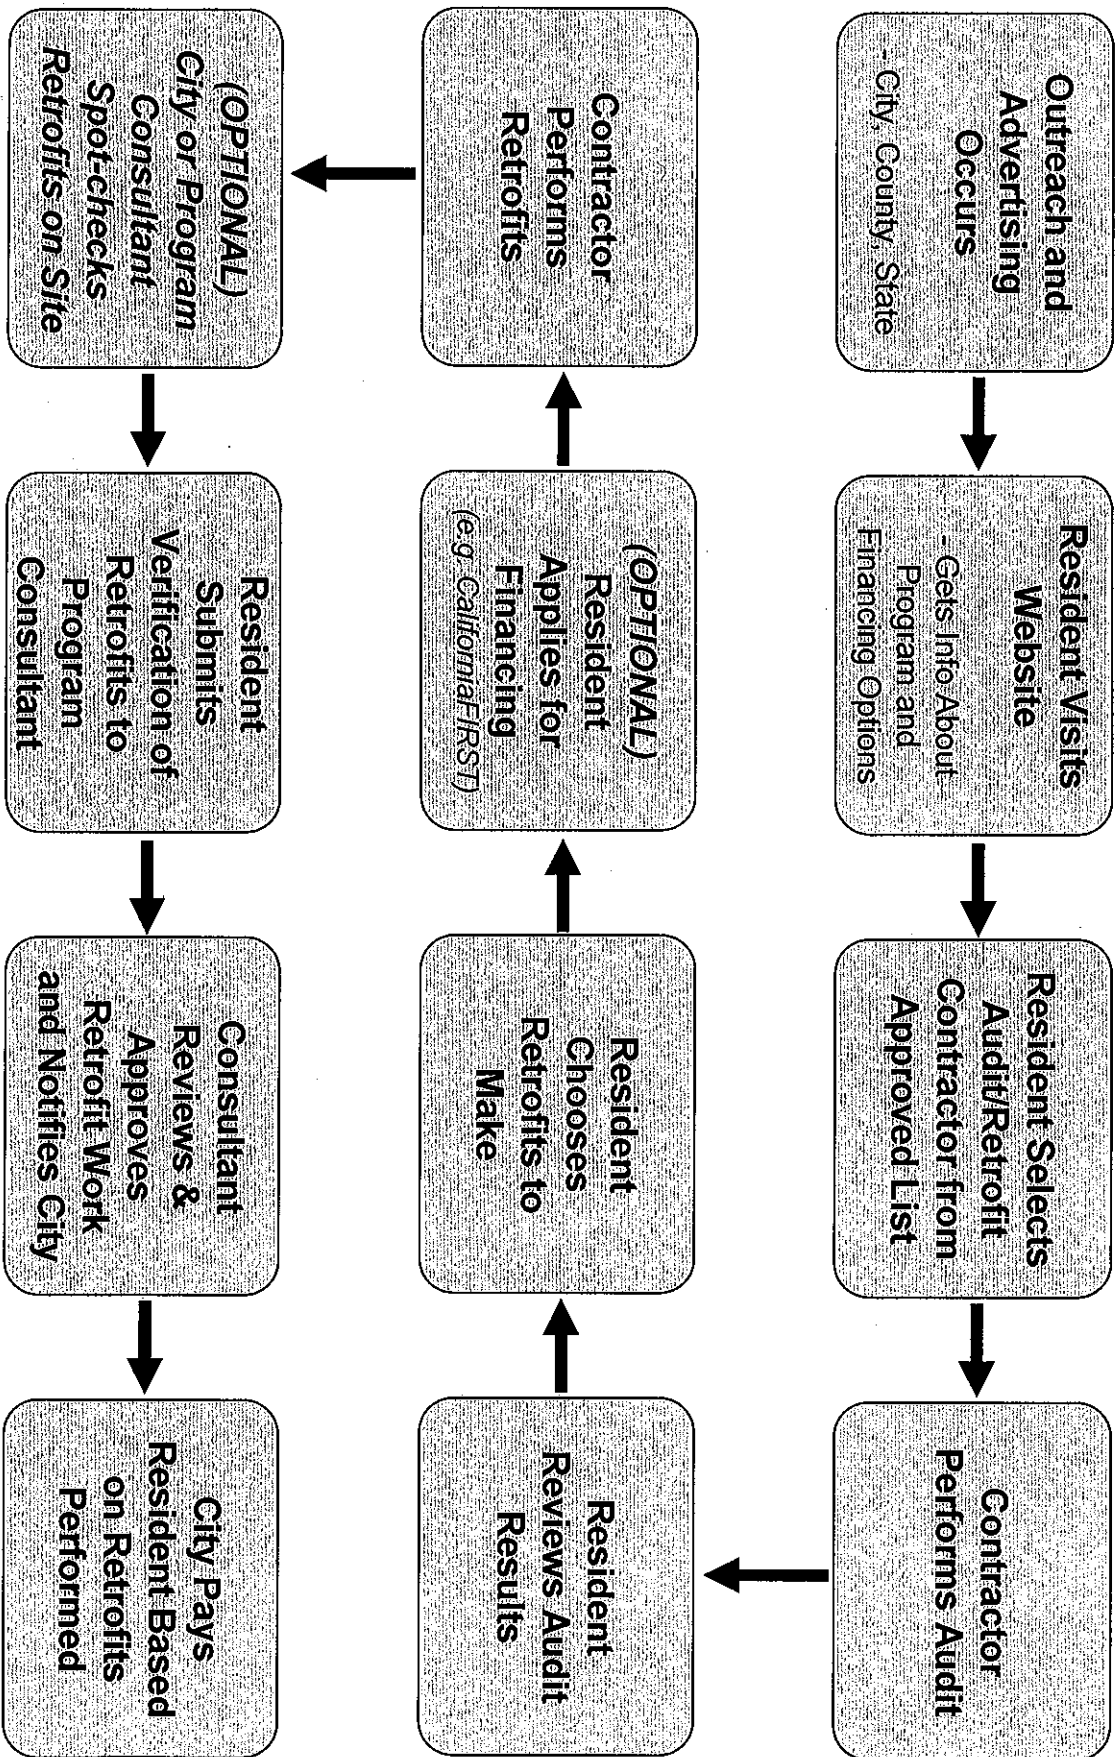 Outreach and
Advertising
Occurs
- City, County, State
Resident Visits
Website
- Gets Info About
Program and
Financing Options
Resident Selects
Audit/Retrofit
Contractor from
Approved List
Contractor
Performs Audit
Resident
Reviews Audit
Results
Resident
Chooses
Retrofits to
Make
(OPTIONAL)
Resident
Applies for
Financing
(e.g. CaliforniaFIRST)
Contractor
Performs
Retrofits
(OPTIONAL)
City or Program
Consultant
Spot-checks
Retrofits on Site
Resident
Submits
Verification of
Retrofits to
Program
Consultant
Consultant
Reviews &
Approves
Retrofit Work
and Notifies City
City Pays
Resident Based
on Retrofits
Performed